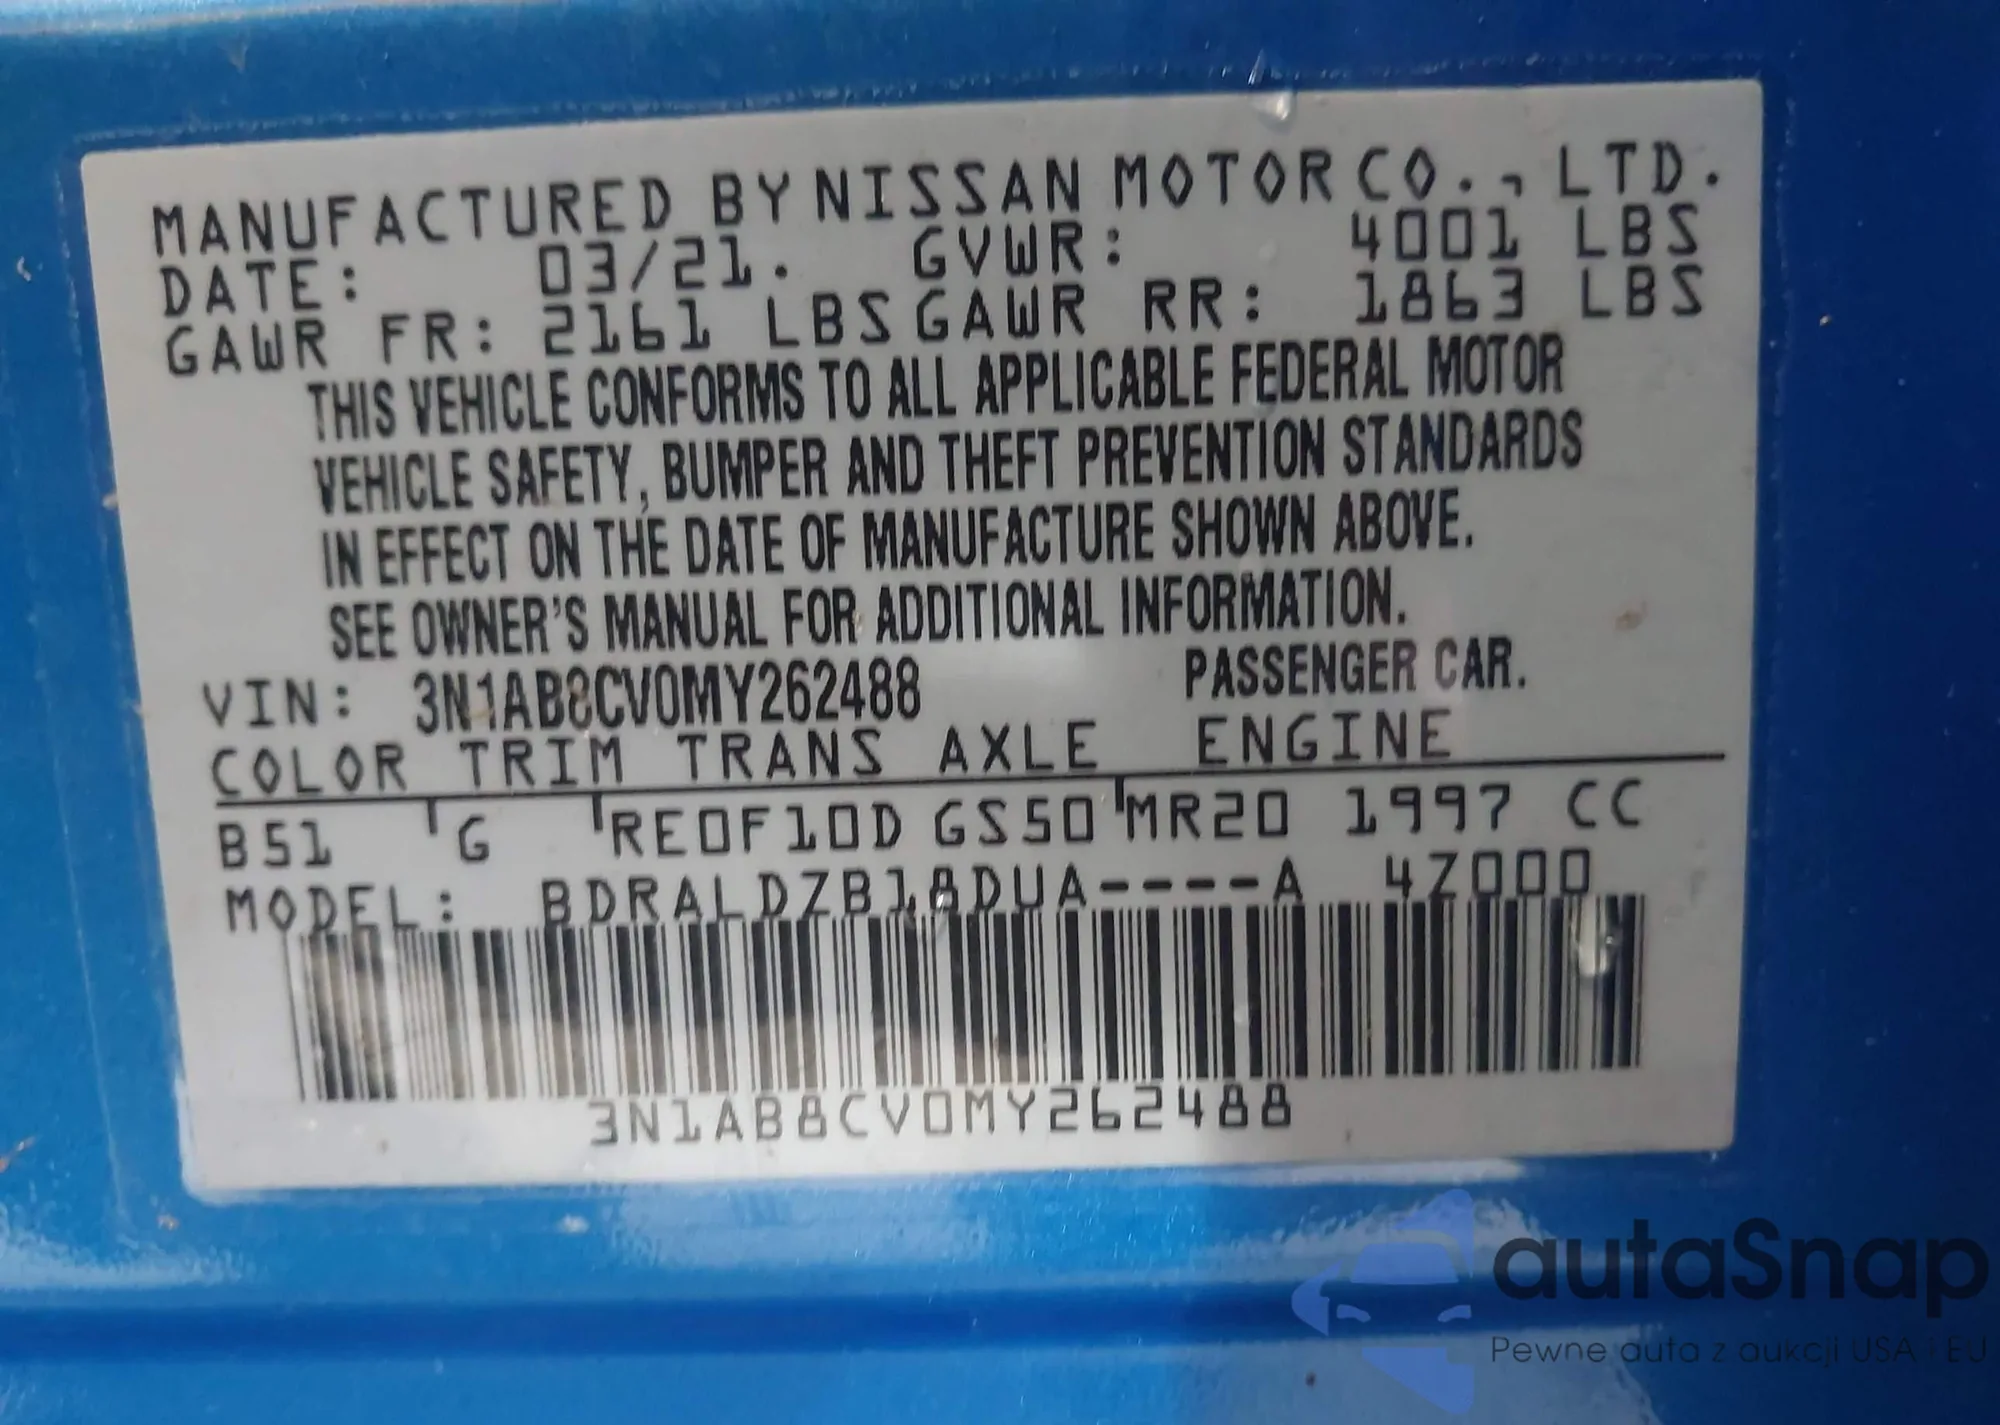 MANUFACTURED BY NISSAN MOTOR CO., LTD.
DATE: 03/21. GVWR: 4001 LBS
GAWR FR: 2161 LBS GAWR RR: 1863 LBS
THIS VEHICLE CONFORMS TO ALL APPLICABLE FEDERAL MOTOR
VEHICLE SAFETY, BUMPER AND THEFT PREVENTION STANDARDS
IN EFFECT ON THE DATE OF MANUFACTURE SHOWN ABOVE.
SEE OWNER'S MANUAL FOR ADDITIONAL INFORMATION.
VIN: 3N1AB8CV0MY262488 PASSENGER CAR.
COLOR TRIM TRANS AXLE ENGINE
B51 G RE0F10D GS50 MR20 1997 CC
MODEL: BDRALDZB18DUA----A 4Z000
3N1AB8CV0MY262488
autaSnap
Pewne auta z aukcji USA i EU